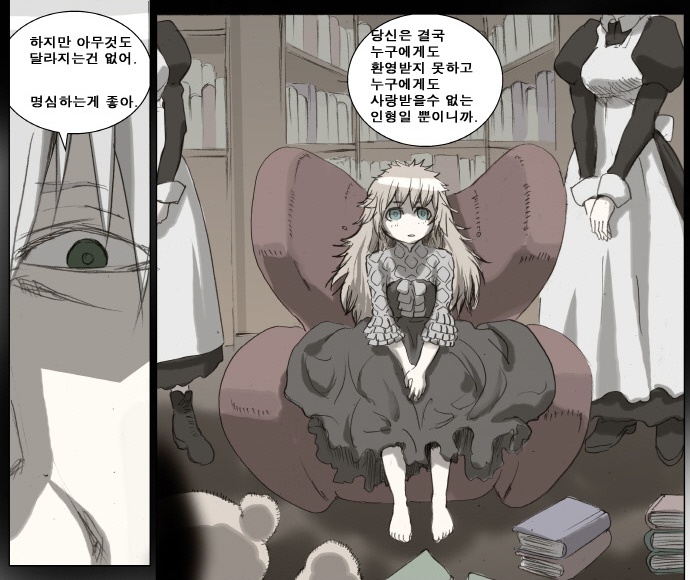 하지만 아무것도
달라지는건 없어.
명심하는게 좋아.
당신은 결국
누구에게도
환영받지 못하고
누구에게도
사랑받을수 없는
인형일 뿐이니까.